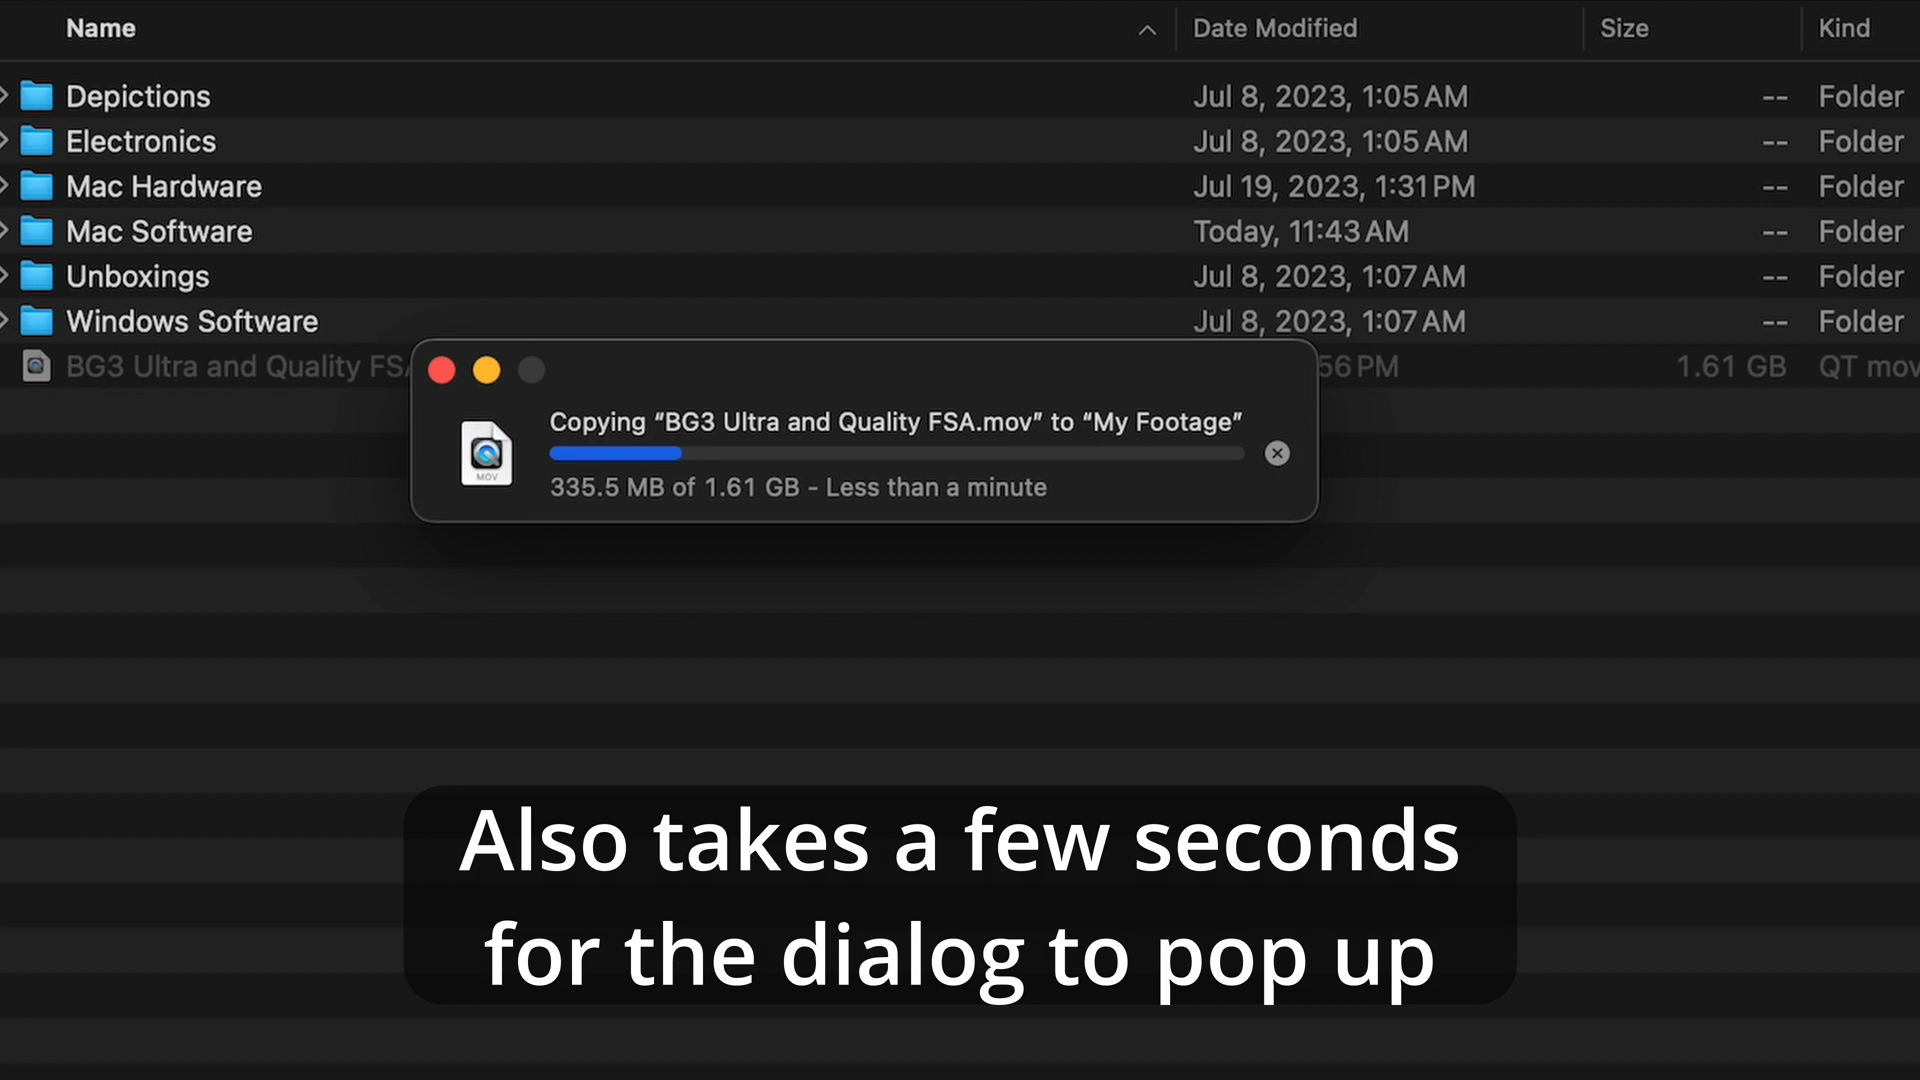 Name Date Modified Size Kind
Depictions Jul 8, 2023, 1:05 AM -- Folder
Electronics Jul 8, 2023, 1:05 AM -- Folder
Mac Hardware Jul 19, 2023, 1:31 PM -- Folder
Mac Software Today, 11:43 AM -- Folder
Unboxings Jul 8, 2023, 1:07 AM -- Folder
Windows Software Jul 8, 2023, 1:07 AM -- Folder
BG3 Ultra and Quality FSA 56 PM 1.61 GB QT mov
Copying “BG3 Ultra and Quality FSA.mov” to “My Footage”
MOV
335.5 MB of 1.61 GB - Less than a minute
Also takes a few seconds
for the dialog to pop up